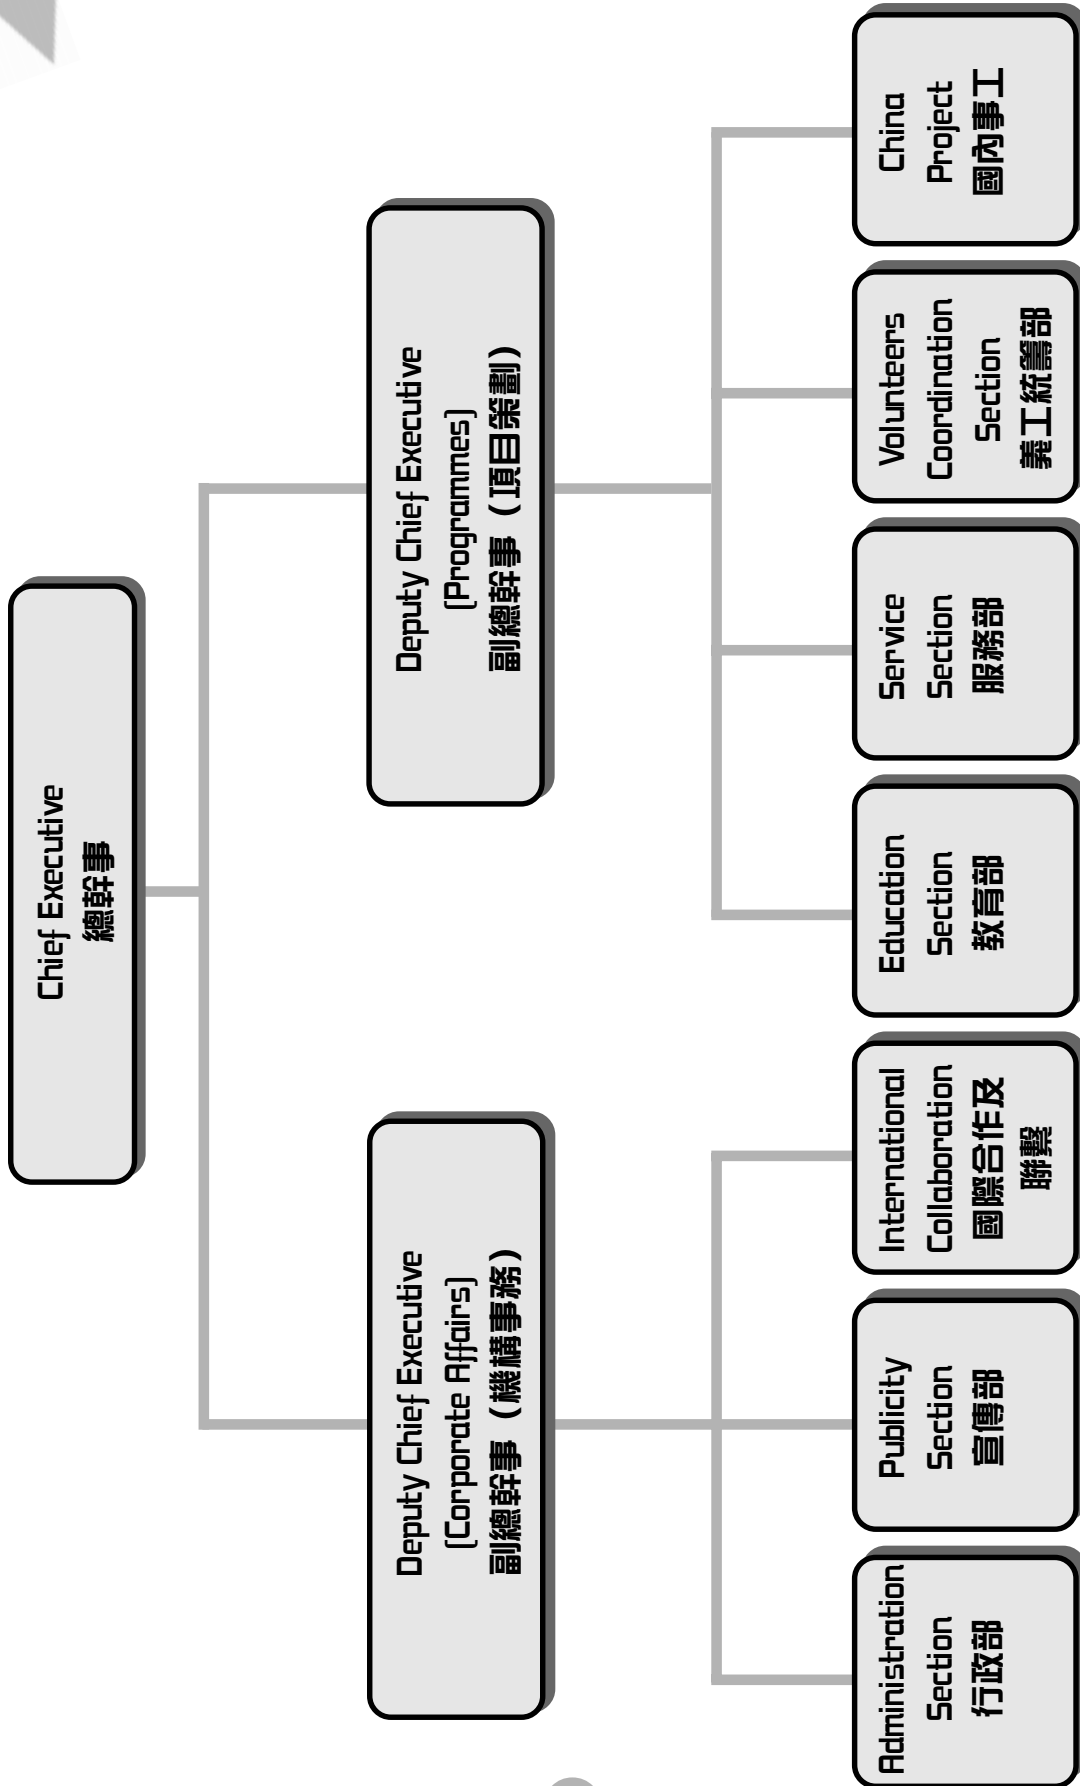 Chief Executive
總幹事
Deputy Chief Executive
(Corporate Affairs)
副總幹事（機構事務）
Deputy Chief Executive
(Programmes)
副總幹事（項目策劃）
Administration
Section
行政部
Publicity
Section
宣傳部
International
Collaboration
國際合作及
聯繫
Education
Section
教育部
Service
Section
服務部
Volunteers
Coordination
Section
義工統籌部
China
Project
國內事工